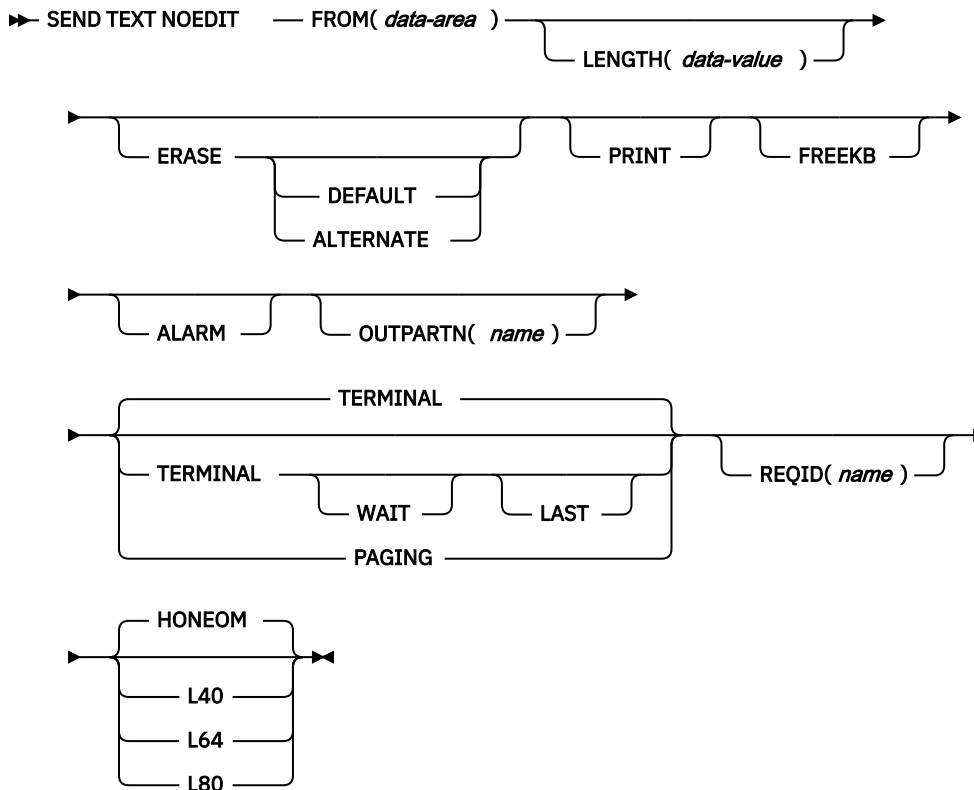 SEND TEXT NOEDIT FROM( data-area )
LENGTH( data-value )
ERASE PRINT FREEKB
DEFAULT
ALTERNATE
ALARM OUTPARTN( name )
TERMINAL
TERMINAL REQID( name )
WAIT LAST
PAGING
HONEOM
L40
L64
L80